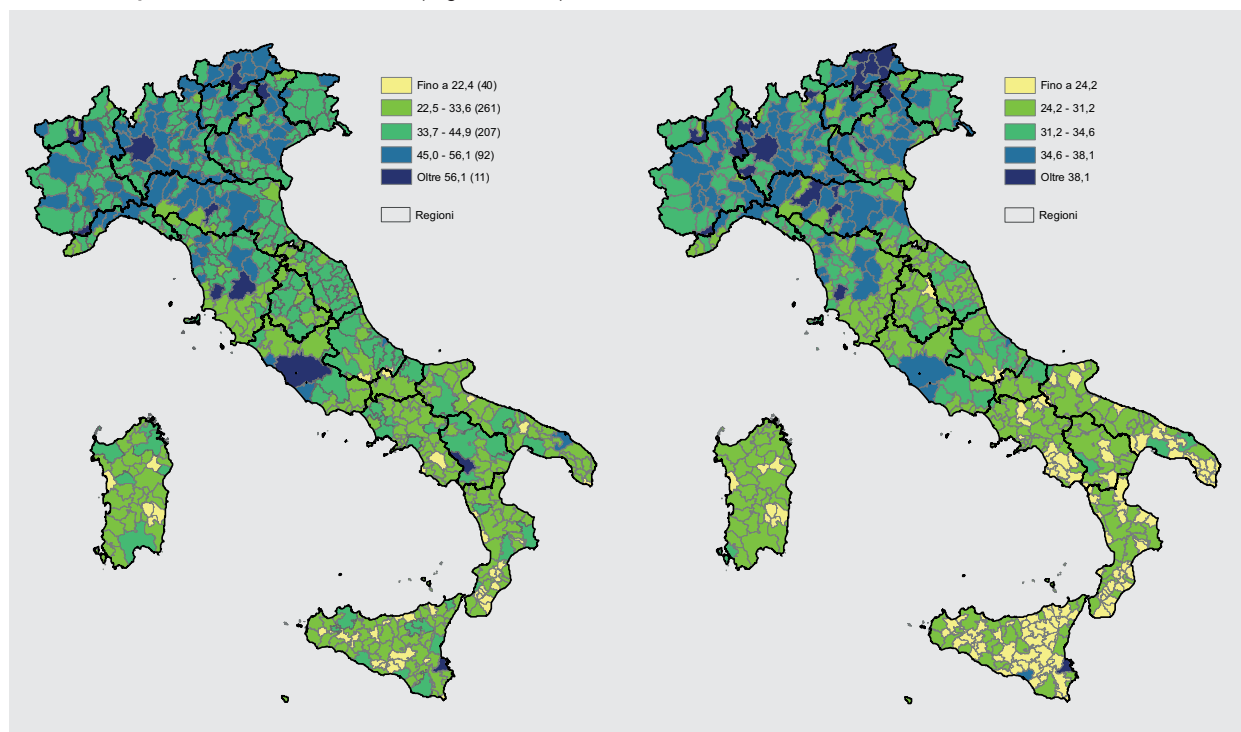 Fino a 22,4 (40)
22,5 - 33,6 (261)
33,7 - 44,9 (207)
45,0 - 56,1 (92)
Oltre 56,1 (11)
Regioni
Fino a 24,2
24,2 - 31,2
31,2 - 34,6
34,6 - 38,1
Oltre 38,1
Regioni